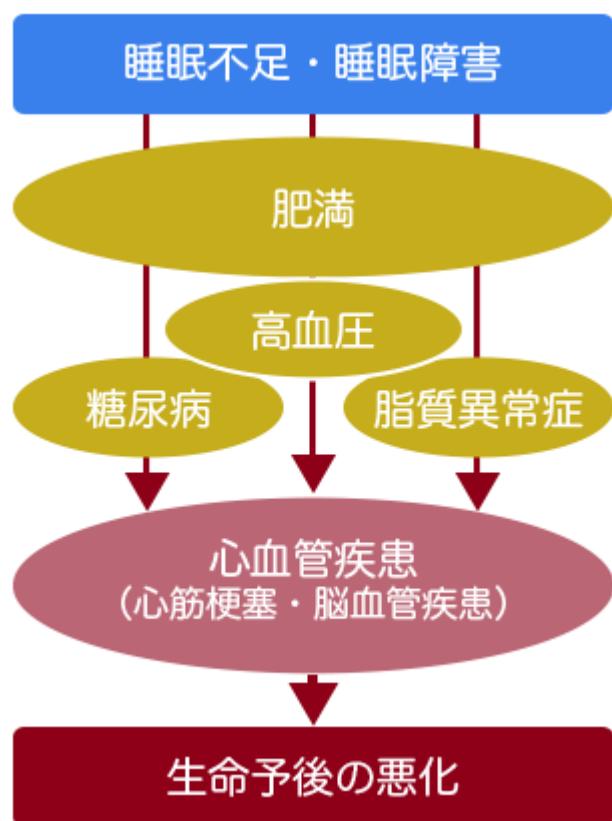 睡眠不足・睡眠障害
肥満
高血圧
糖尿病
脂質異常症
心血管疾患
（心筋梗塞・脳血管疾患）
生命予後の悪化